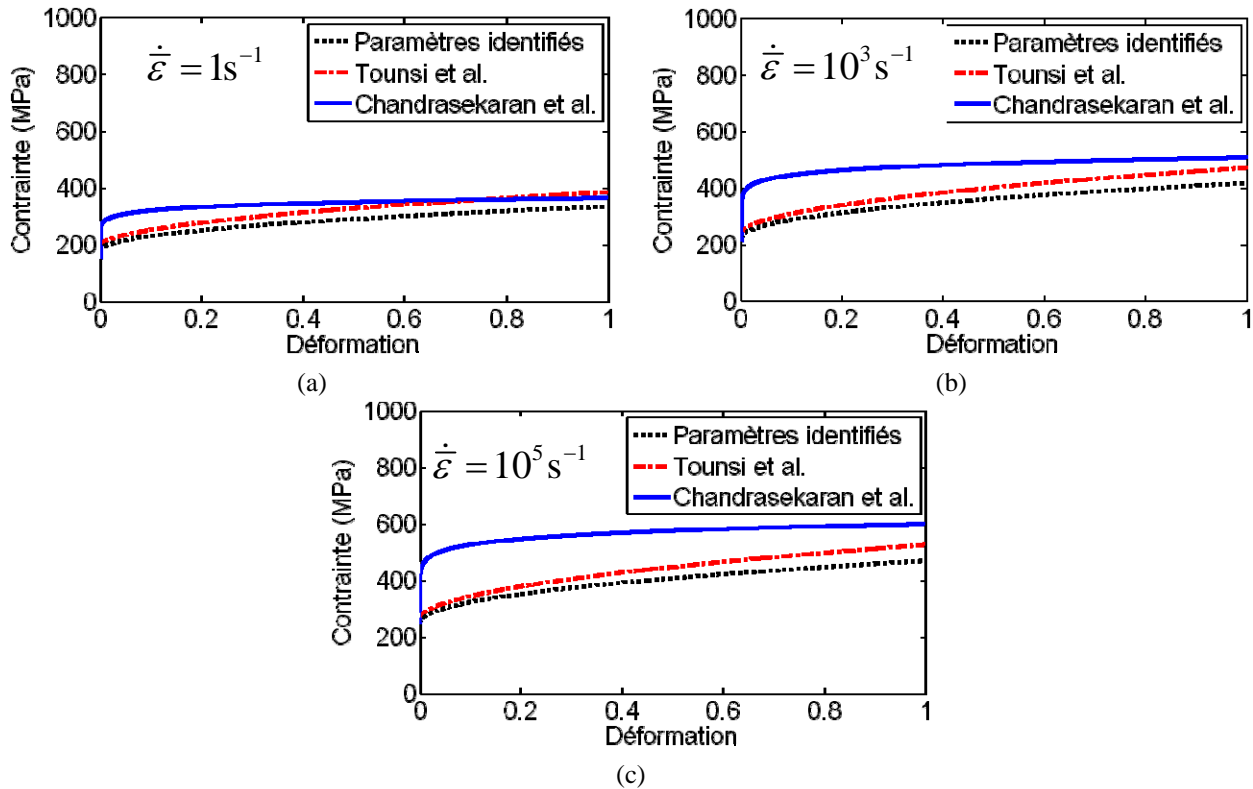 1000
800
600
400
200
0
Contrainte (MPa)
ε̅̇ = 1s⁻¹
Paramètres identifiés
Tounsi et al.
Chandrasekaran et al.
0 0.2 0.4 0.6 0.8 1
Déformation
(a)
1000
800
600
400
200
0
Contrainte (MPa)
ε̅̇ = 10³ s⁻¹
Paramètres identifiés
Tounsi et al.
Chandrasekaran et al.
0 0.2 0.4 0.6 0.8 1
Déformation
(b)
1000
800
600
400
200
0
Contrainte (MPa)
ε̅̇ = 10⁵ s⁻¹
Paramètres identifiés
Tounsi et al.
Chandrasekaran et al.
0 0.2 0.4 0.6 0.8 1
Déformation
(c)